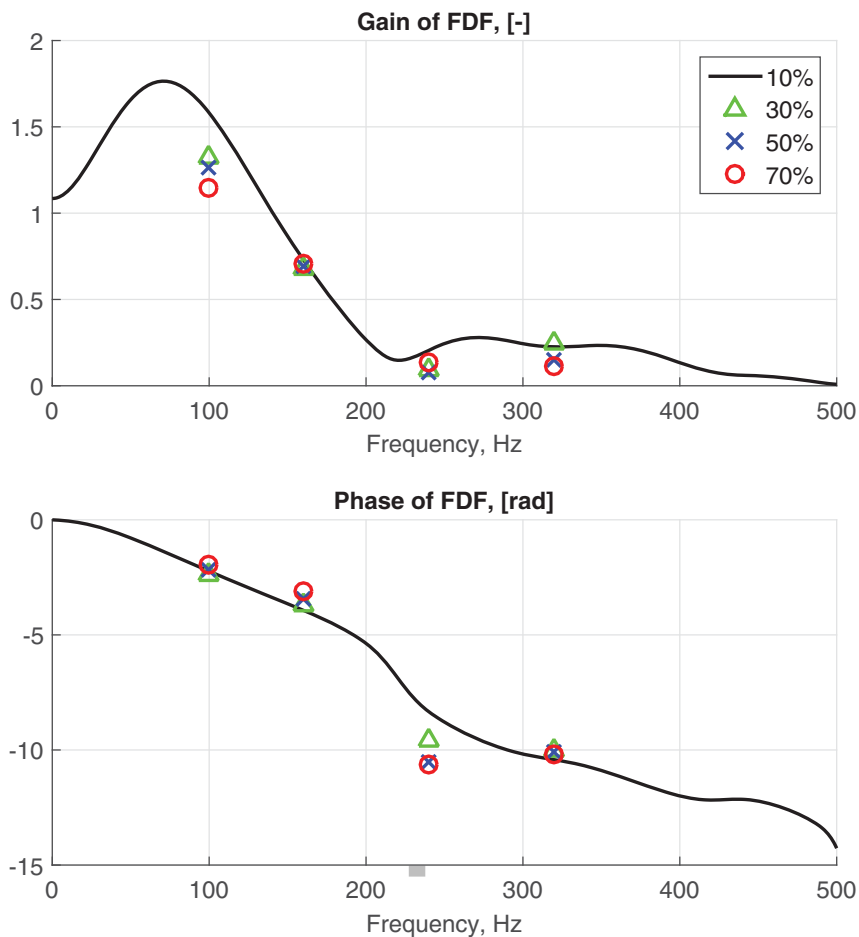 Gain of FDF, [-]
2
1.5
1
0.5
0
0 100 200 300 400 500
Frequency, Hz
10%
30%
50%
70%
Phase of FDF, [rad]
0
-5
-10
-15
0 100 200 300 400 500
Frequency, Hz